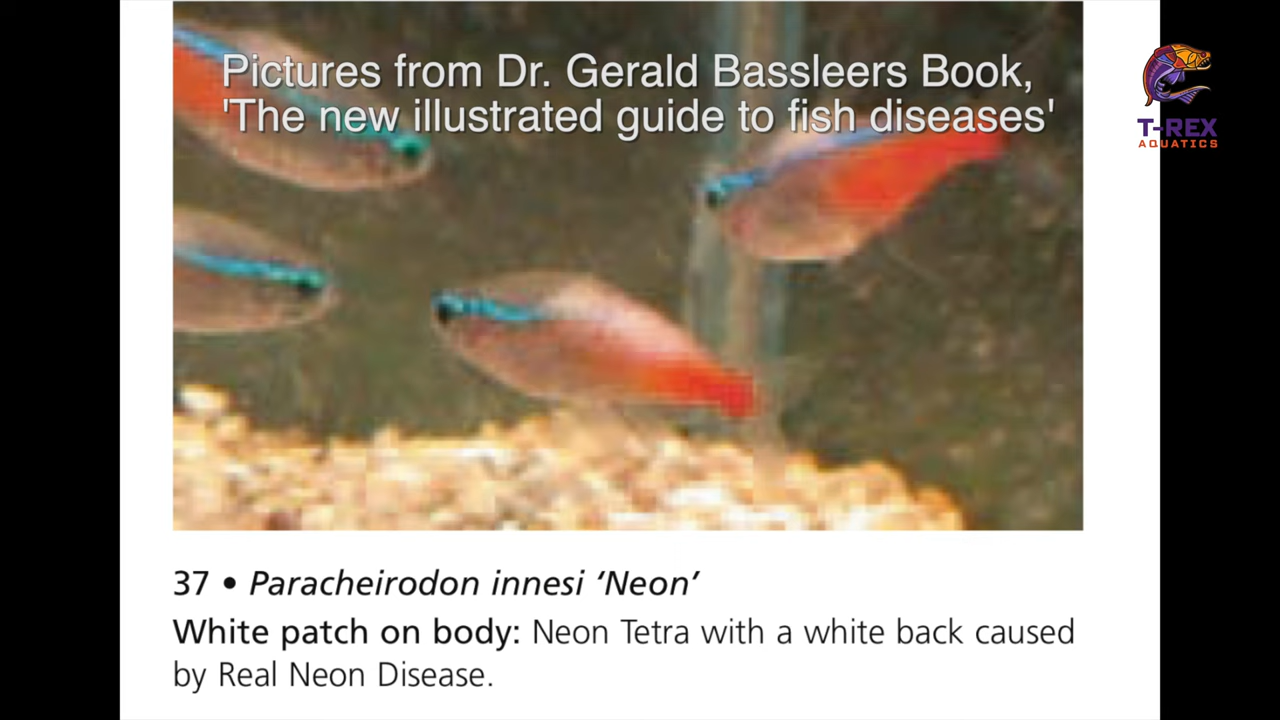 Pictures from Dr. Gerald Bassleers Book,
'The new illustrated guide to fish diseases'
T-REX
AQUATICS
37 • Paracheirodon innesi ‘Neon’
White patch on body: Neon Tetra with a white back caused
by Real Neon Disease.